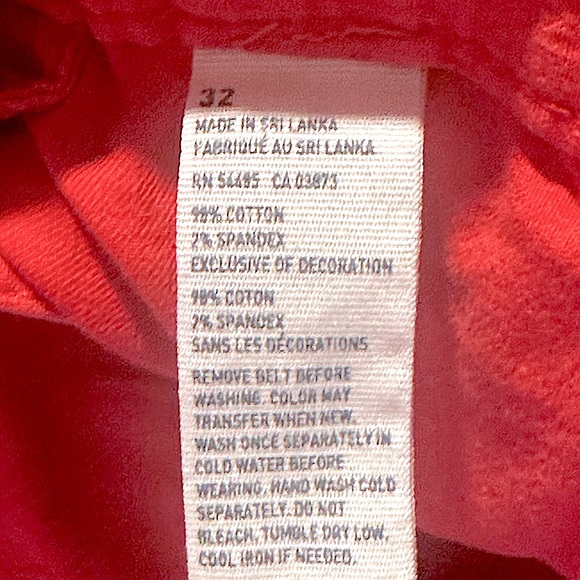 32
MADE IN SRI LANKA
FABRIQUÉ AU SRI LANKA
RN 54485 CA 03873
98% COTTON
2% SPANDEX
EXCLUSIVE OF DECORATION
98% COTON
2% SPANDEX
SANS LES DÉCORATIONS
REMOVE BELT BEFORE
WASHING. COLOR MAY
TRANSFER WHEN NEW.
WASH ONCE SEPARATELY IN
COLD WATER BEFORE
WEARING. HAND WASH COLD
SEPARATELY. DO NOT
BLEACH. TUMBLE DRY LOW.
COOL IRON IF NEEDED.